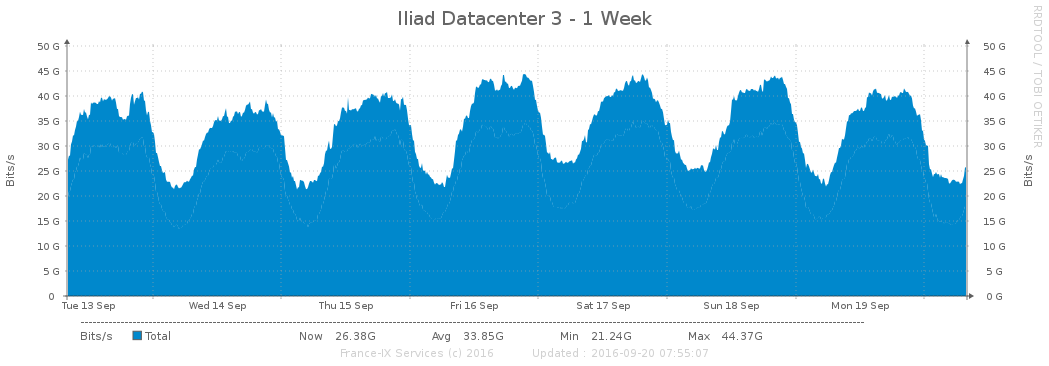 Iliad Datacenter 3 - 1 Week
RRDTOOL / TOBI OETIKER
Bits/s
50 G
45 G
40 G
35 G
30 G
25 G
20 G
15 G
10 G
5 G
0
50 G
45 G
40 G
35 G
30 G
25 G
20 G
15 G
10 G
5 G
0 G
Bits/s
Tue 13 Sep Wed 14 Sep Thu 15 Sep Fri 16 Sep Sat 17 Sep Sun 18 Sep Mon 19 Sep
Bits/s Total Now 26.38G Avg 33.85G Min 21.24G Max 44.37G
France-IX Services (c) 2016 Updated : 2016-09-20 07:55:07